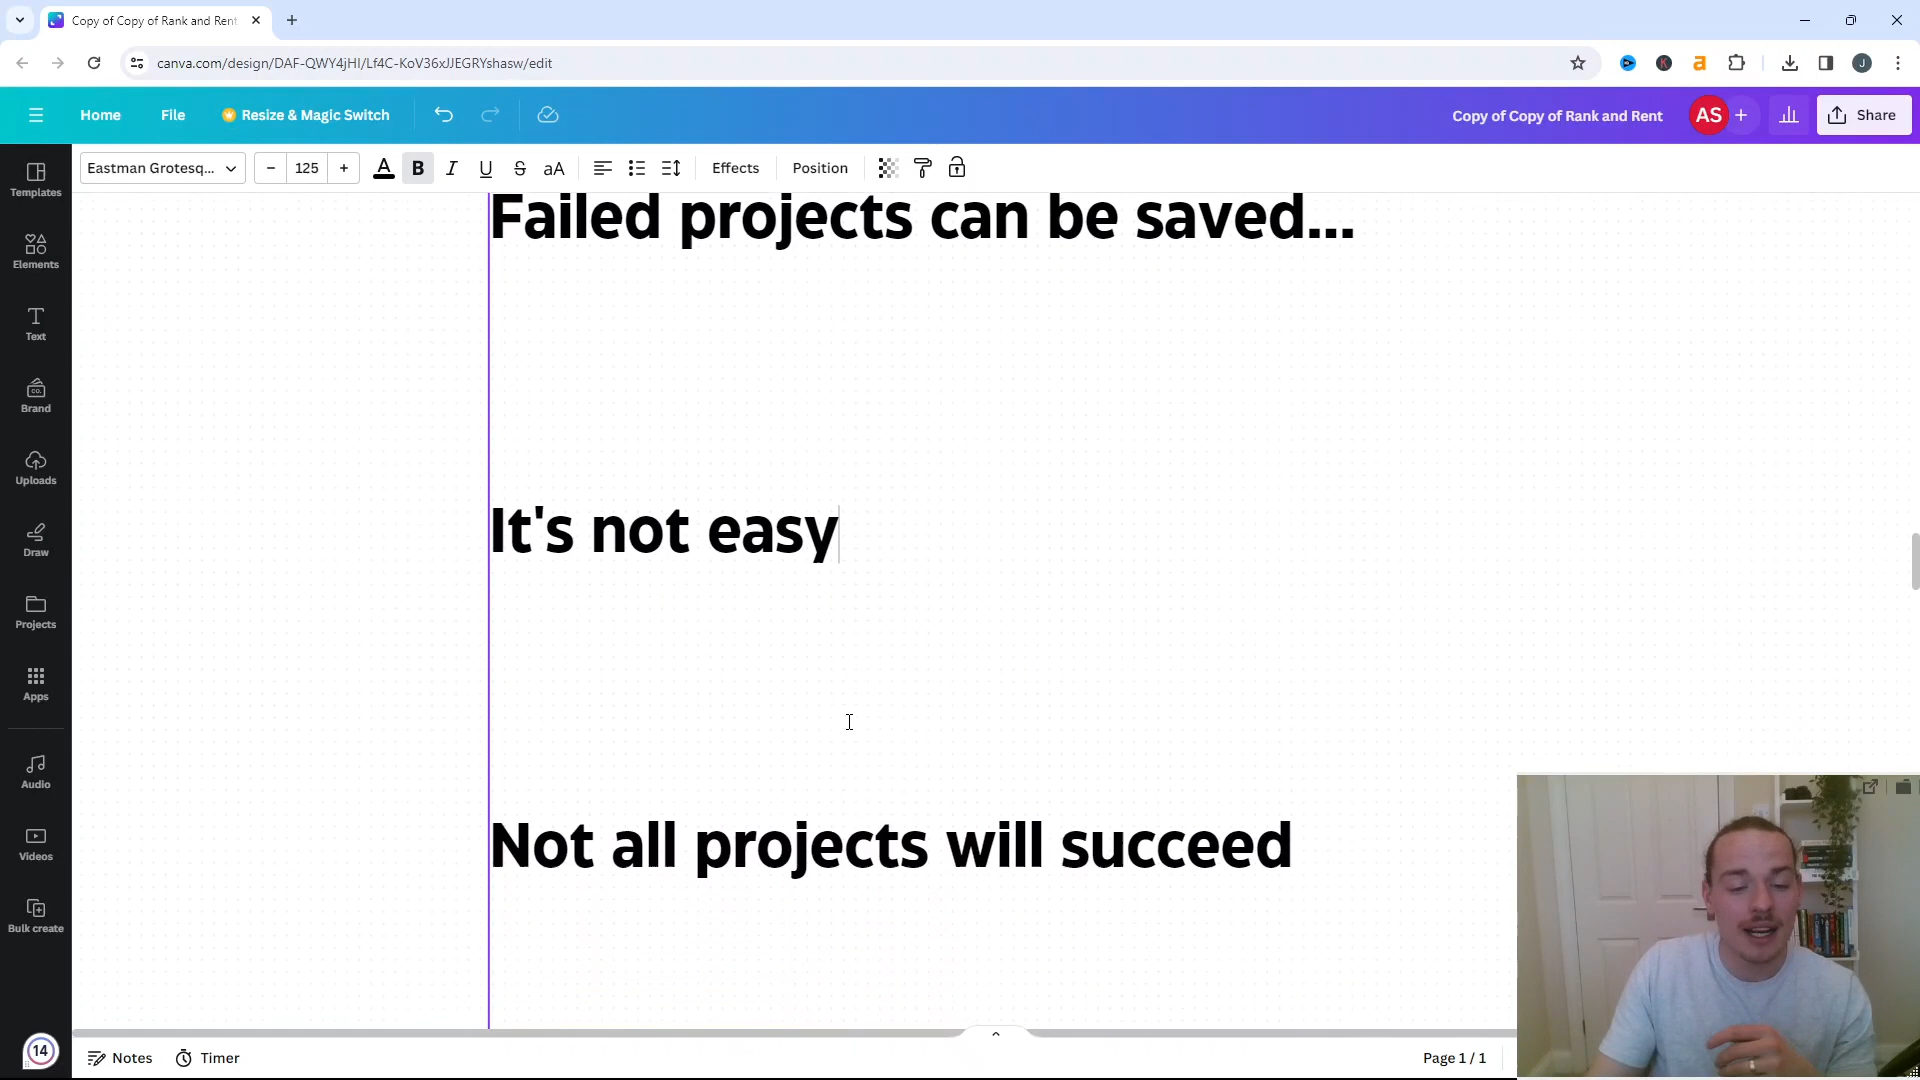 Copy of Copy of Rank and Rent
canva.com/design/DAF-QWY4jHI/Lf4C-KoV36xJJEGRYshasw/edit
J
Home
File
Resize & Magic Switch
Copy of Copy of Rank and Rent
AS
Share
Eastman Grotesq...
125
A
B
I
U
S
aA
Effects
Position
Templates
Elements
Text
Brand
Uploads
Draw
Projects
Apps
Audio
Videos
Bulk create
14
Failed projects can be saved...
It's not easy
Not all projects will succeed
Notes
Timer
Page 1 / 1